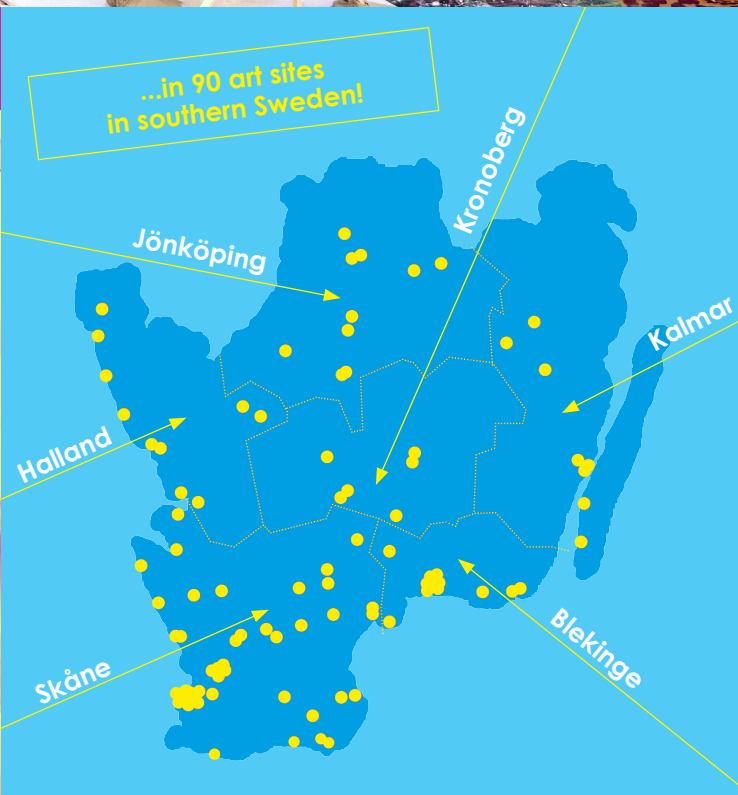 ...in 90 art sites
in southern Sweden!
Kronoberg
Jönköping
Kalmar
Halland
Skåne
Blekinge